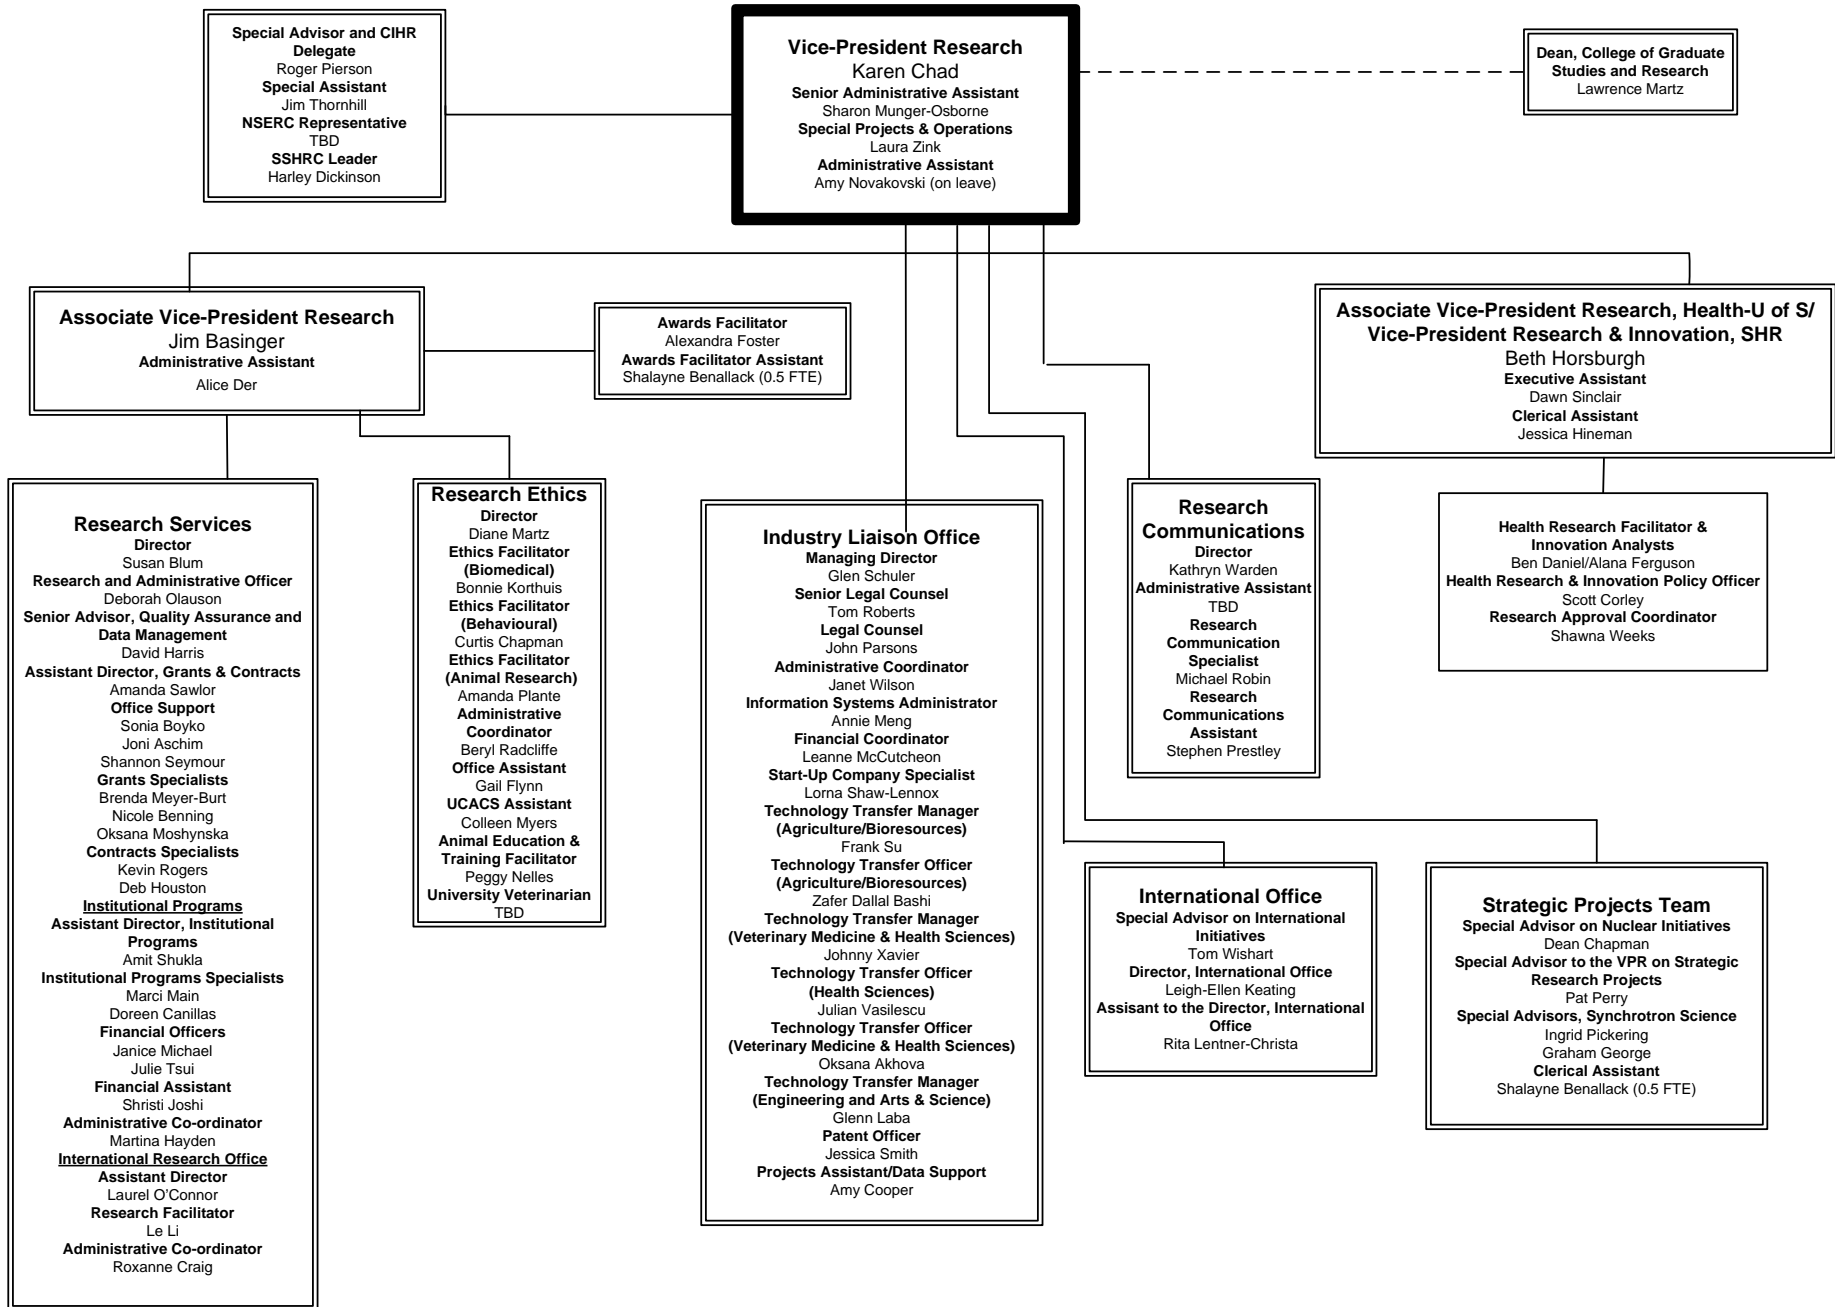 Special Advisor and CIHR
Delegate
Roger Pierson
Special Assistant
Jim Thornhill
NSERC Representative
TBD
SSHRC Leader
Harley Dickinson
Vice-President Research
Karen Chad
Senior Administrative Assistant
Sharon Munger-Osborne
Special Projects & Operations
Laura Zink
Administrative Assistant
Amy Novakovski (on leave)
Dean, College of Graduate
Studies and Research
Lawrence Martz
Associate Vice-President Research
Jim Basinger
Administrative Assistant
Alice Der
Awards Facilitator
Alexandra Foster
Awards Facilitator Assistant
Shalayne Benallack (0.5 FTE)
Associate Vice-President Research, Health-U of S/
Vice-President Research & Innovation, SHR
Beth Horsburgh
Executive Assistant
Dawn Sinclair
Clerical Assistant
Jessica Hineman
Research Services
Director
Susan Blum
Research and Administrative Officer
Deborah Olauson
Senior Advisor, Quality Assurance and
Data Management
David Harris
Assistant Director, Grants & Contracts
Amanda Sawlor
Office Support
Sonia Boyko
Joni Aschim
Shannon Seymour
Grants Specialists
Brenda Meyer-Burt
Nicole Benning
Oksana Moshynska
Contracts Specialists
Kevin Rogers
Deb Houston
Institutional Programs
Assistant Director, Institutional
Programs
Amit Shukla
Institutional Programs Specialists
Marci Main
Doreen Canillas
Financial Officers
Janice Michael
Julie Tsui
Financial Assistant
Shristi Joshi
Administrative Co-ordinator
Martina Hayden
International Research Office
Assistant Director
Laurel O'Connor
Research Facilitator
Le Li
Administrative Co-ordinator
Roxanne Craig
Research Ethics
Director
Diane Martz
Ethics Facilitator
(Biomedical)
Bonnie Korthuis
Ethics Facilitator
(Behavioural)
Curtis Chapman
Ethics Facilitator
(Animal Research)
Amanda Plante
Administrative
Coordinator
Beryl Radcliffe
Office Assistant
Gail Flynn
UCACS Assistant
Colleen Myers
Animal Education &
Training Facilitator
Peggy Nelles
University Veterinarian
TBD
Industry Liaison Office
Managing Director
Glen Schuler
Senior Legal Counsel
Tom Roberts
Legal Counsel
John Parsons
Administrative Coordinator
Janet Wilson
Information Systems Administrator
Annie Meng
Financial Coordinator
Leanne McCutcheon
Start-Up Company Specialist
Lorna Shaw-Lennox
Technology Transfer Manager
(Agriculture/Bioresources)
Frank Su
Technology Transfer Officer
(Agriculture/Bioresources)
Zafer Dallal Bashi
Technology Transfer Manager
(Veterinary Medicine & Health Sciences)
Johnny Xavier
Technology Transfer Officer
(Health Sciences)
Julian Vasilescu
Technology Transfer Officer
(Veterinary Medicine & Health Sciences)
Oksana Akhova
Technology Transfer Manager
(Engineering and Arts & Science)
Glenn Laba
Patent Officer
Jessica Smith
Projects Assistant/Data Support
Amy Cooper
Research
Communications
Director
Kathryn Warden
Administrative Assistant
TBD
Research
Communication
Specialist
Michael Robin
Research
Communications
Assistant
Stephen Prestley
Health Research Facilitator &
Innovation Analysts
Ben Daniel/Alana Ferguson
Health Research & Innovation Policy Officer
Scott Corley
Research Approval Coordinator
Shawna Weeks
International Office
Special Advisor on International
Initiatives
Tom Wishart
Director, International Office
Leigh-Ellen Keating
Assisant to the Director, International
Office
Rita Lentner-Christa
Strategic Projects Team
Special Advisor on Nuclear Initiatives
Dean Chapman
Special Advisor to the VPR on Strategic
Research Projects
Pat Perry
Special Advisors, Synchrotron Science
Ingrid Pickering
Graham George
Clerical Assistant
Shalayne Benallack (0.5 FTE)